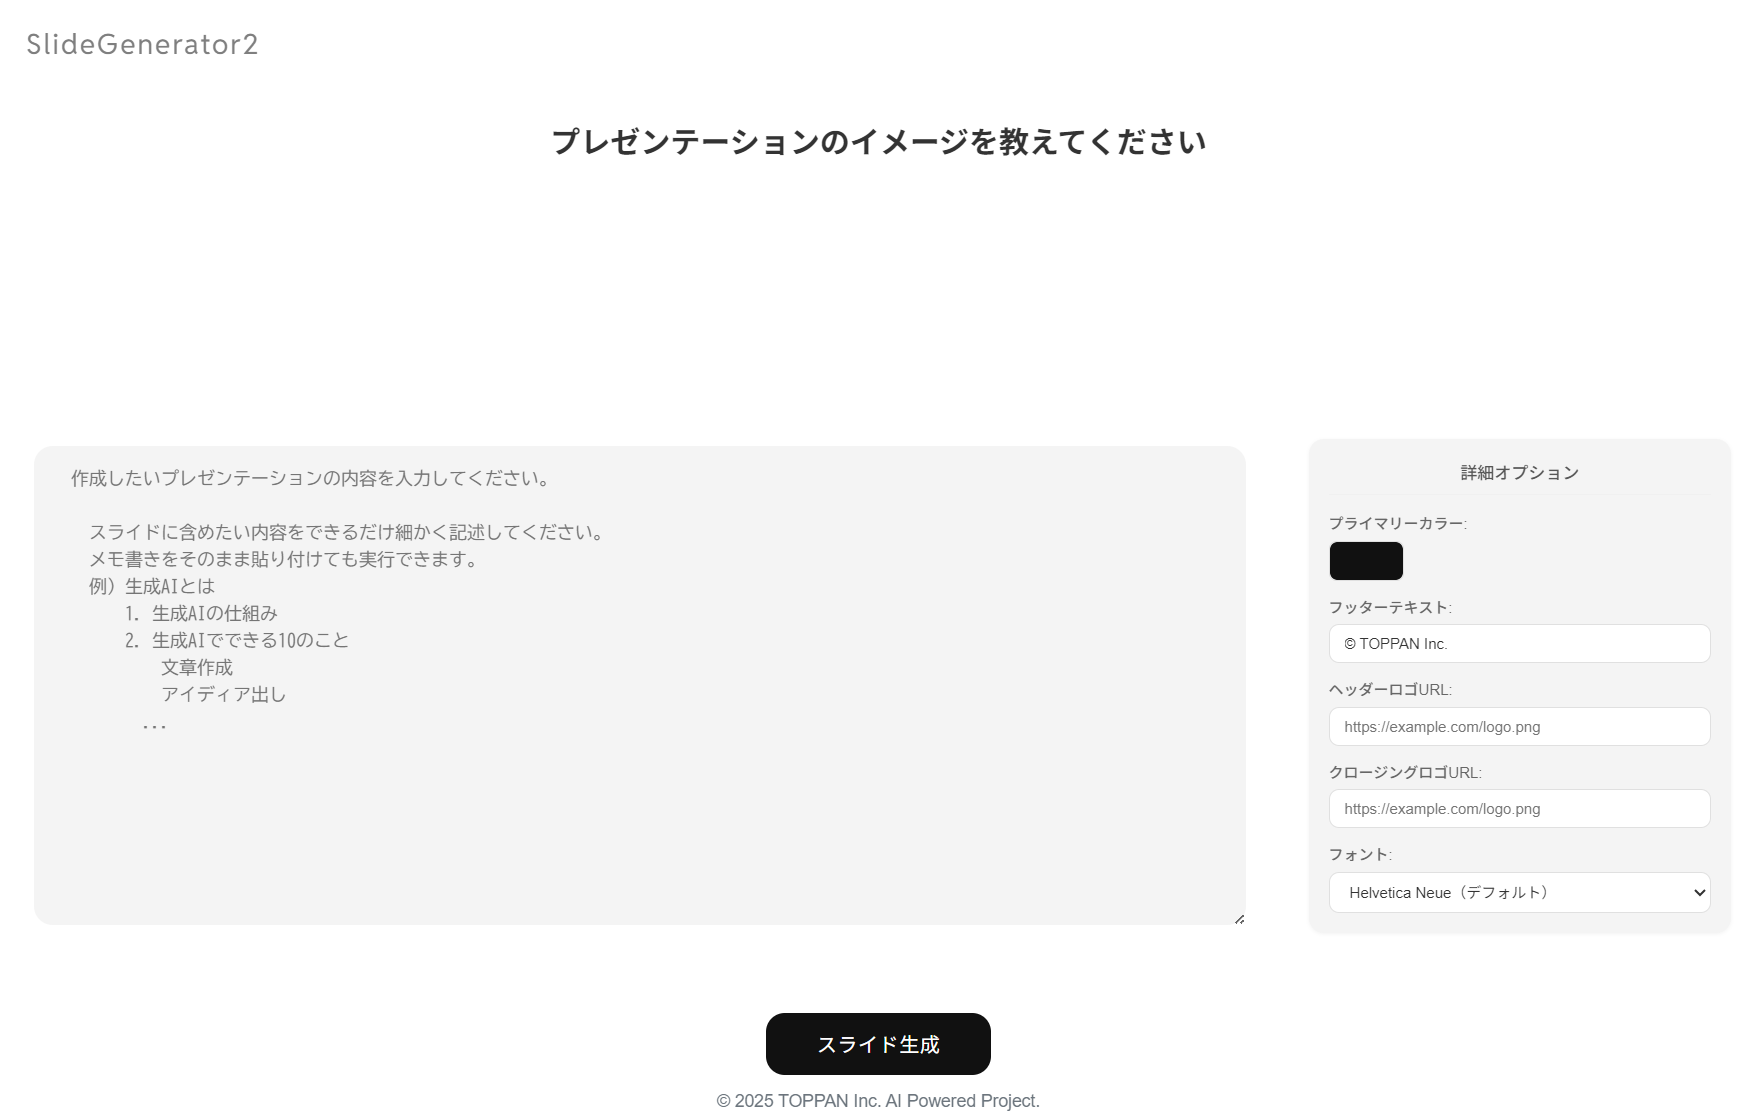 SlideGenerator2
プレゼンテーションのイメージを教えてください
作成したいプレゼンテーションの内容を入力してください。
スライドに含めたい内容をできるだけ細かく記述してください。
メモ書きをそのまま貼り付けても実行できます。
例）生成AIとは
1. 生成AIの仕組み
2. 生成AIでできる10のこと
文章作成
アイディア出し
...
詳細オプション
プライマリーカラー:
フッターテキスト:
© TOPPAN Inc.
ヘッダーロゴURL:
https://example.com/logo.png
クロージングロゴURL:
https://example.com/logo.png
フォント:
Helvetica Neue（デフォルト）
スライド生成
© 2025 TOPPAN Inc. AI Powered Project.